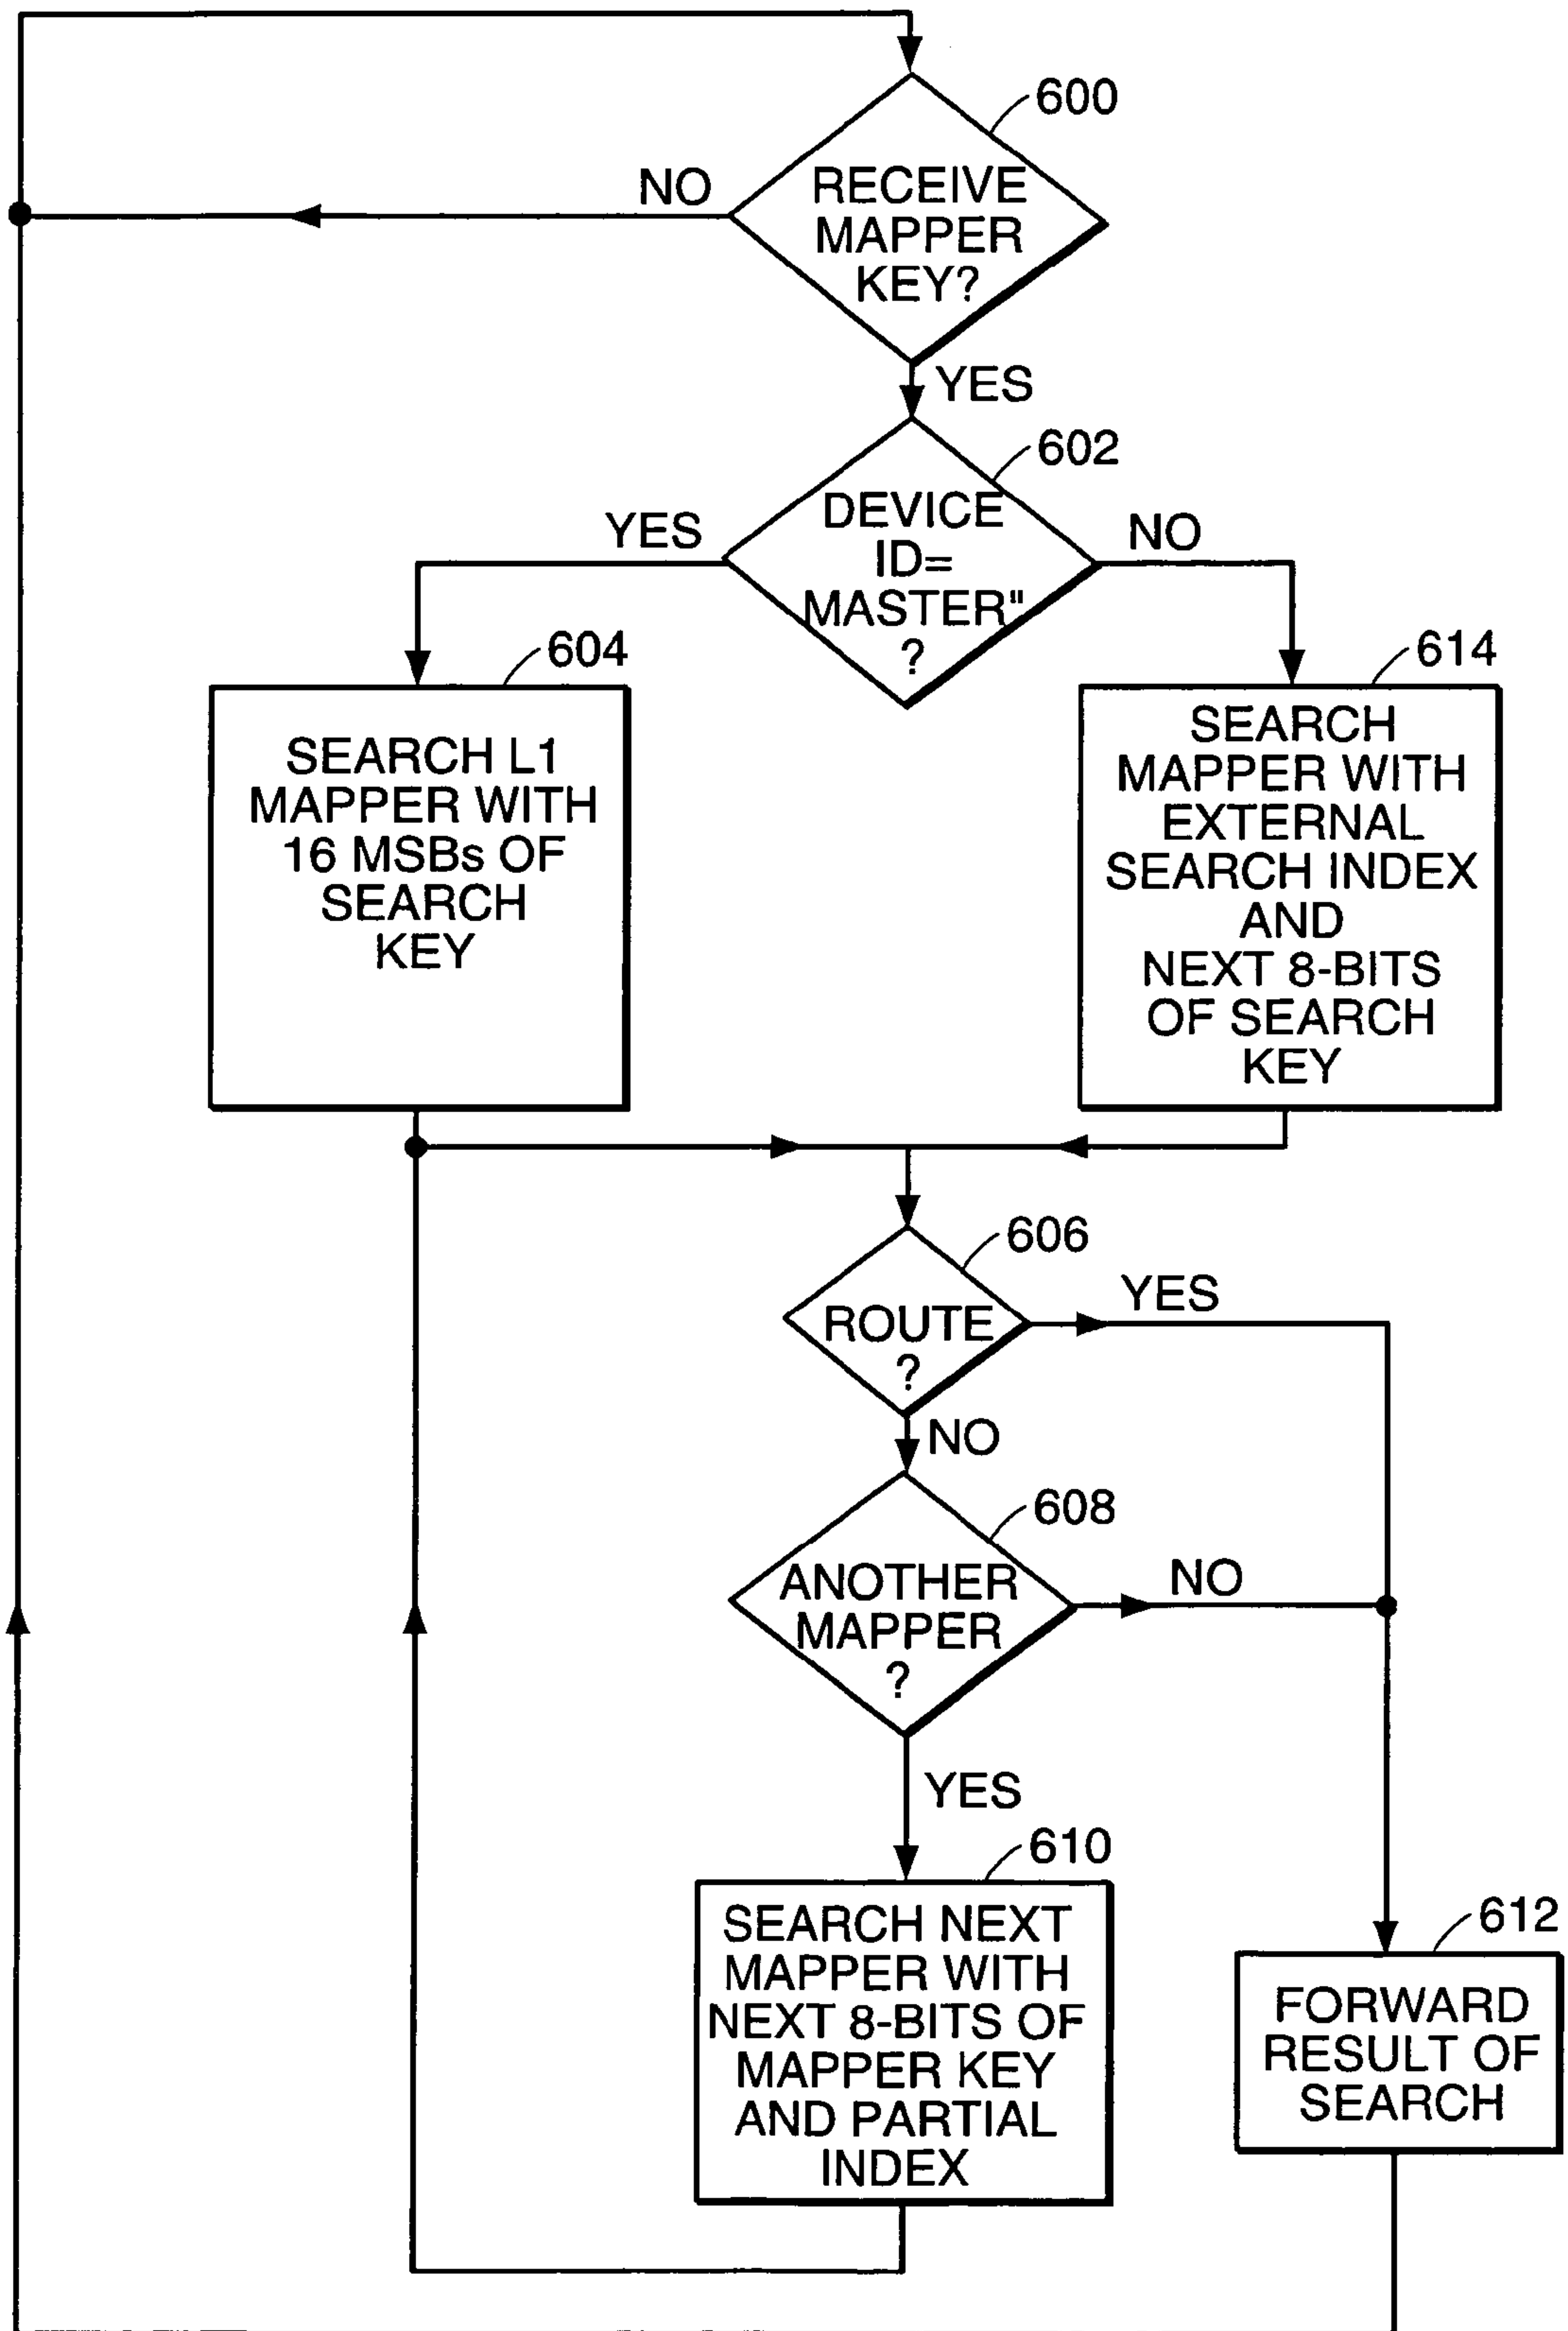 600
RECEIVE
MAPPER
KEY?
NO
YES
602
DEVICE
ID=
MASTER"
?
YES
NO
604
SEARCH L1
MAPPER WITH
16 MSBs OF
SEARCH
KEY
614
SEARCH
MAPPER WITH
EXTERNAL
SEARCH INDEX
AND
NEXT 8-BITS
OF SEARCH
KEY
606
ROUTE
?
YES
NO
608
ANOTHER
MAPPER
?
NO
YES
610
SEARCH NEXT
MAPPER WITH
NEXT 8-BITS OF
MAPPER KEY
AND PARTIAL
INDEX
612
FORWARD
RESULT OF
SEARCH